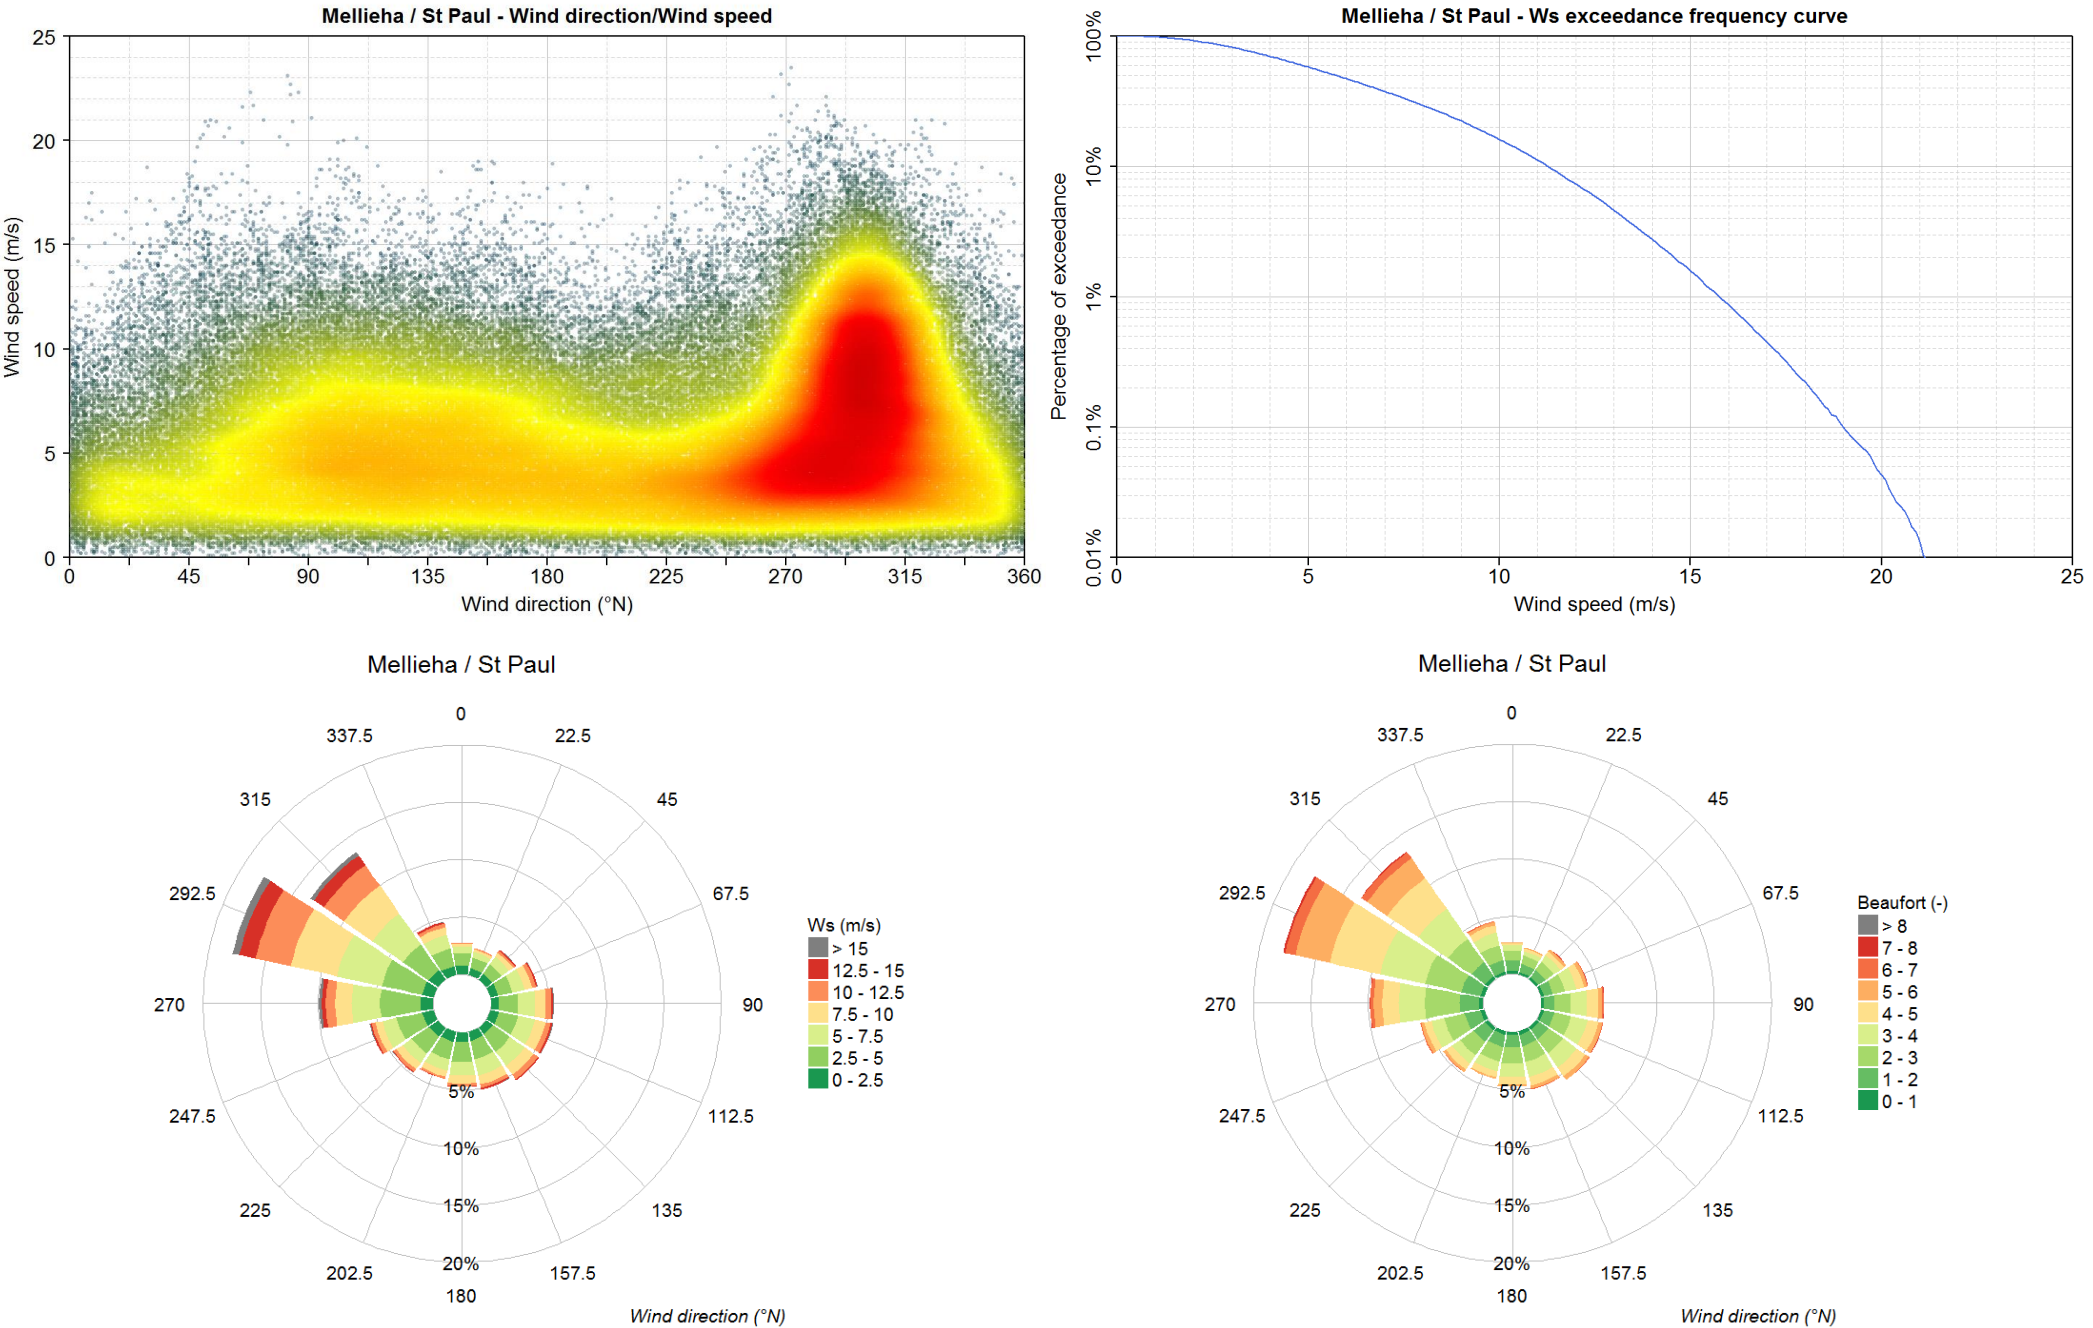 Mellieha / St Paul - Wind direction/Wind speed
25
20
15
10
5
0
Wind speed (m/s)
0 45 90 135 180 225 270 315 360
Wind direction (°N)
Mellieha / St Paul - Ws exceedance frequency curve
100%
10%
1%
0.11%
0.01%
Percentage of exceedance
0 5 10 15 20 25
Wind speed (m/s)
Mellieha / St Paul
0
22.5
45
67.5
90
112.5
135
157.5
180
202.5
225
247.5
270
292.5
315
337.5
5%
10%
15%
20%
Wind direction (°N)
Ws (m/s)
> 15
12.5 - 15
10 - 12.5
7.5 - 10
5 - 7.5
2.5 - 5
0 - 2.5
Mellieha / St Paul
0
22.5
45
67.5
90
112.5
135
157.5
180
202.5
225
247.5
270
292.5
315
337.5
5%
10%
15%
20%
Wind direction (°N)
Beaufort (-)
> 8
7 - 8
6 - 7
5 - 6
4 - 5
3 - 4
2 - 3
1 - 2
0 - 1